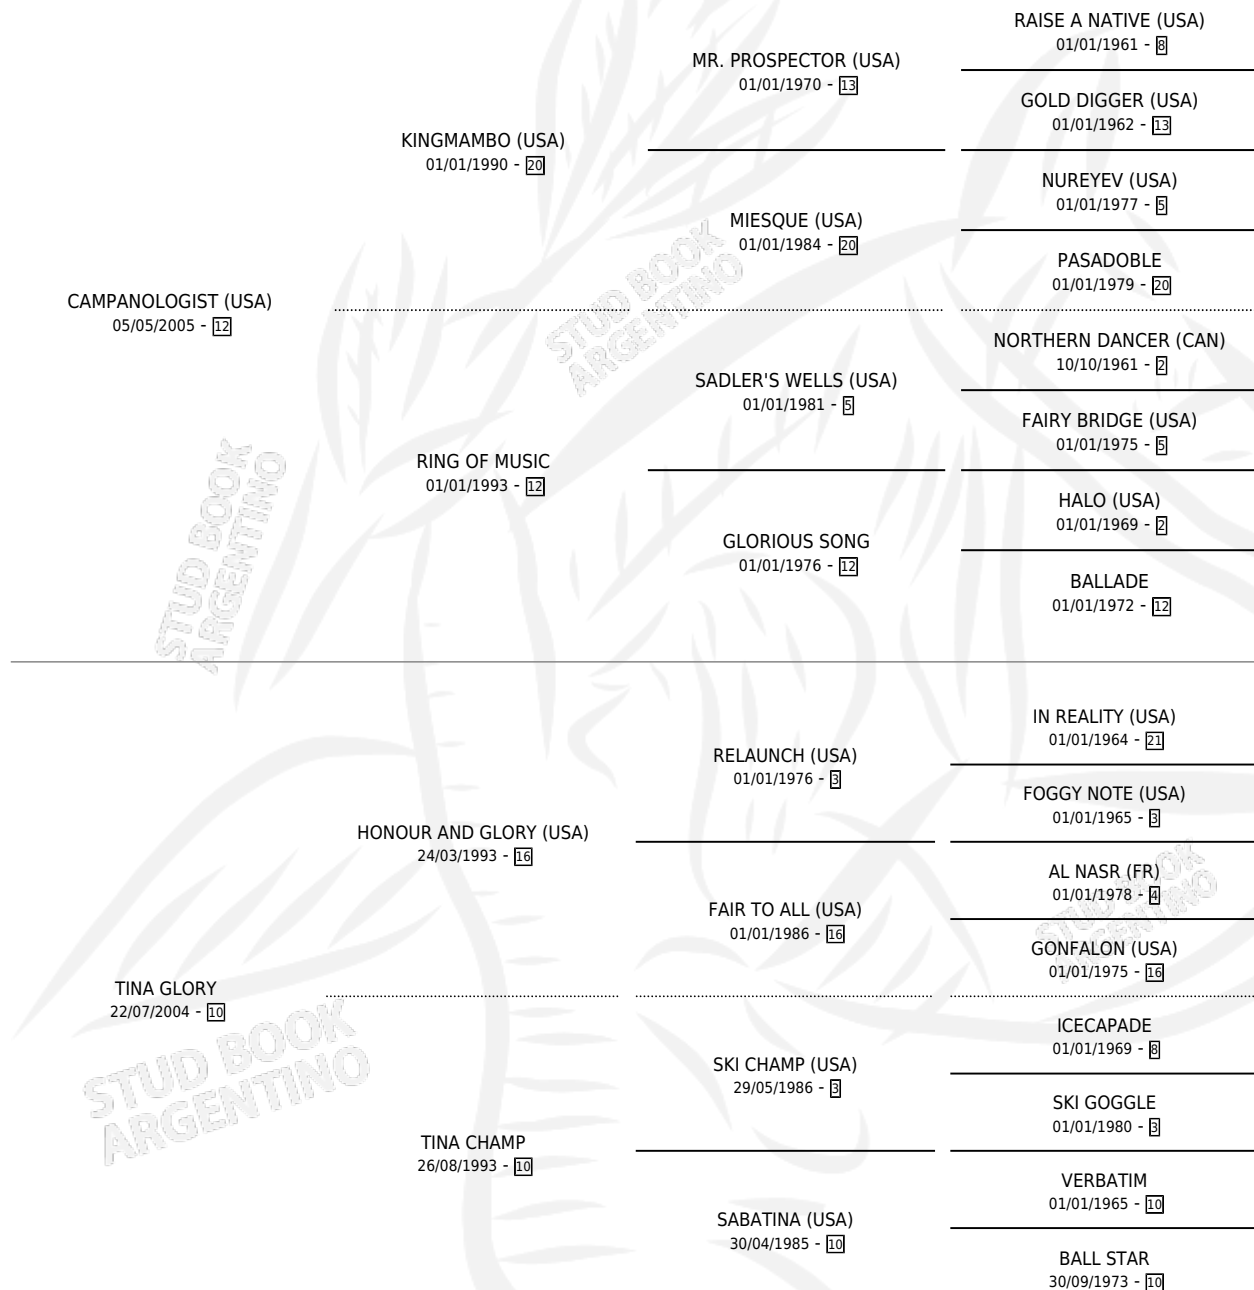 RAISE A NATIVE (USA)
01/01/1961 - 8
MR. PROSPECTOR (USA)
01/01/1970 - 13
GOLD DIGGER (USA)
01/01/1962 - 13
KINGMAMBO (USA)
01/01/1990 - 20
NUREYEV (USA)
01/01/1977 - 5
MIESQUE (USA)
01/01/1984 - 20
PASADOBLE
01/01/1979 - 20
CAMPANOLOGIST (USA)
05/05/2005 - 12
NORTHERN DANCER (CAN)
10/10/1961 - 2
SADLER'S WELLS (USA)
01/01/1981 - 5
FAIRY BRIDGE (USA)
01/01/1975 - 5
RING OF MUSIC
01/01/1993 - 12
HALO (USA)
01/01/1969 - 2
GLORIOUS SONG
01/01/1976 - 12
BALLADE
01/01/1972 - 12
IN REALITY (USA)
01/01/1964 - 21
RELAUNCH (USA)
01/01/1976 - 3
FOGGY NOTE (USA)
01/01/1965 - 3
HONOUR AND GLORY (USA)
24/03/1993 - 16
AL NASR (FR)
01/01/1978 - 4
FAIR TO ALL (USA)
01/01/1986 - 16
GONFALON (USA)
01/01/1975 - 16
TINA GLORY
22/07/2004 - 10
ICECAPADE
01/01/1969 - 8
SKI CHAMP (USA)
29/05/1986 - 3
SKI GOGGLE
01/01/1980 - 3
TINA CHAMP
26/08/1993 - 10
VERBATIM
01/01/1965 - 10
SABATINA (USA)
30/04/1985 - 10
BALL STAR
30/09/1973 - 10
STUD BOOK
ARGENTINO
STUD BOOK
ARGENTINO
STUD BOOK
ARGENTINO
STUD BOOK
ARGENTINO